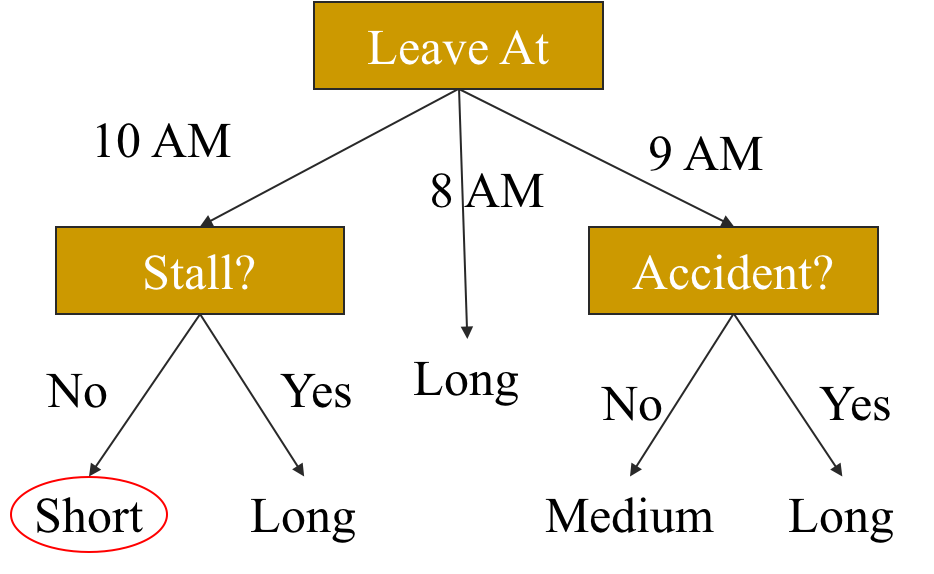 Leave At
10 AM
8 AM
9 AM
Stall?
Accident?
No
Yes
Long
No
Yes
Short
Long
Medium
Long